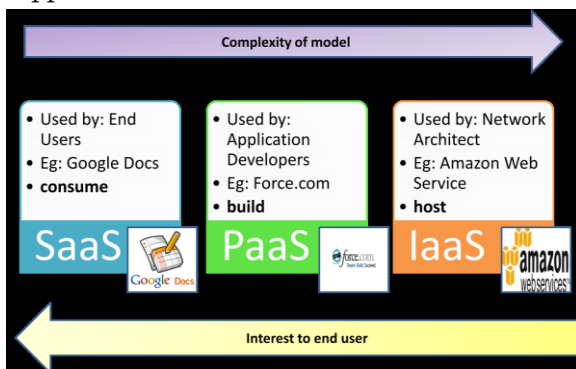 Complexity of model
• Used by: End
Users
• Eg: Google Docs
• consume
SaaS
Google Docs
• Used by:
Application
Developers
• Eg: Force.com
• build
PaaS
force.com
• Used by: Network
Architect
• Eg: Amazon Web
Service
• host
IaaS
amazon
webservices
Interest to end user